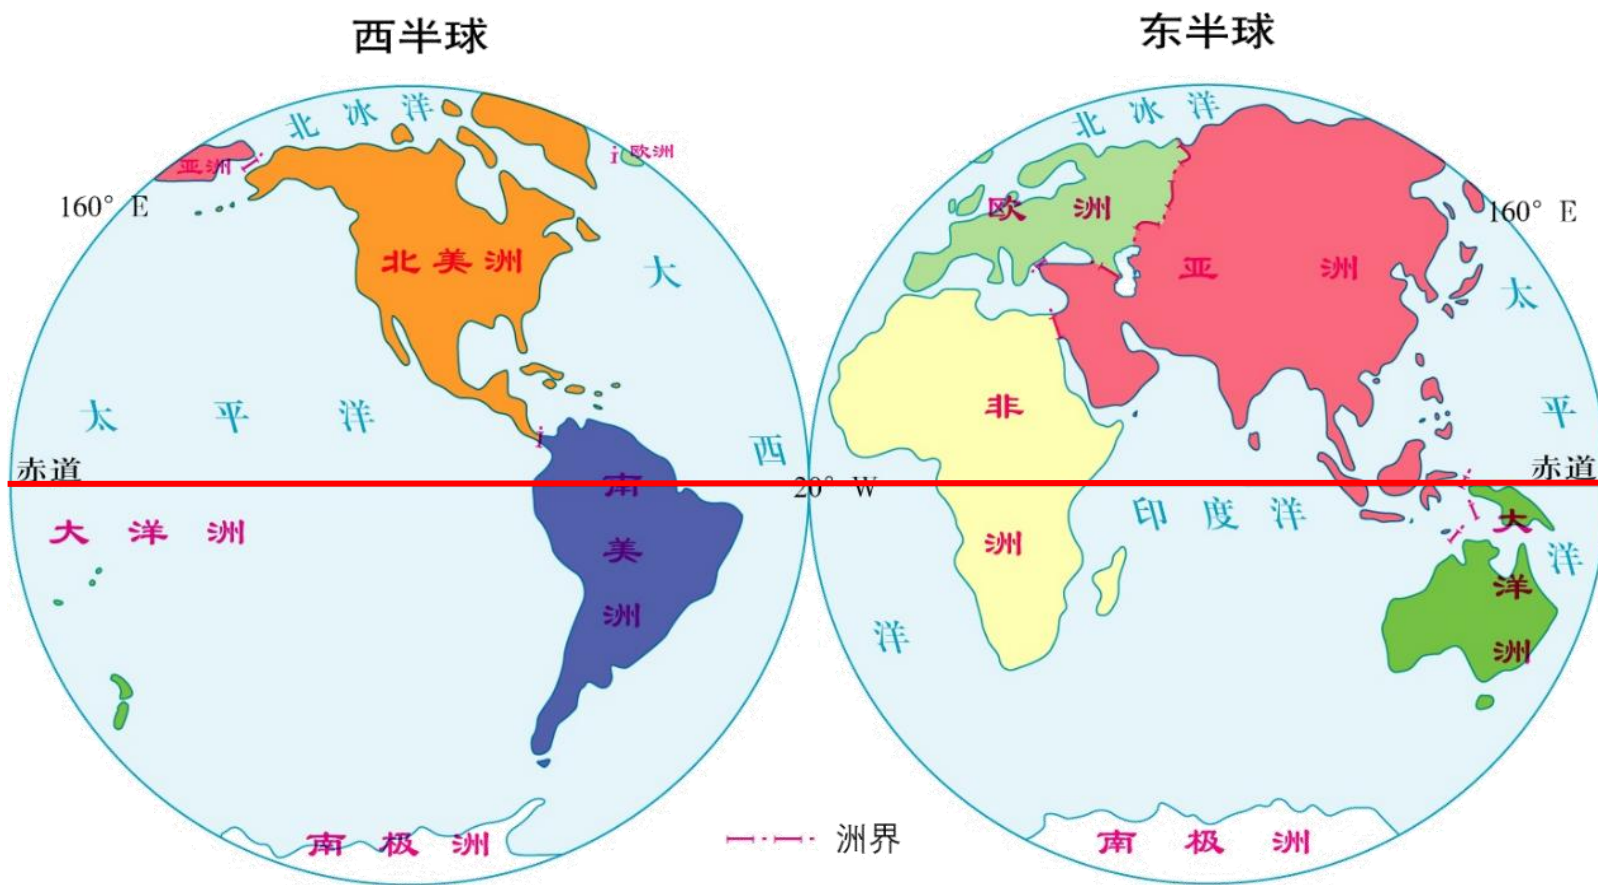 西半球
东半球
北冰洋
亚洲
i欧洲
160° E
北美洲
大
太平洋
西
赤道
20° W
南美洲
大洋洲
南极洲
北冰洋
欧洲
亚洲
160° E
太
平
洋
非洲
赤道
印度洋
大洋洲
洋
南极洲
洲界